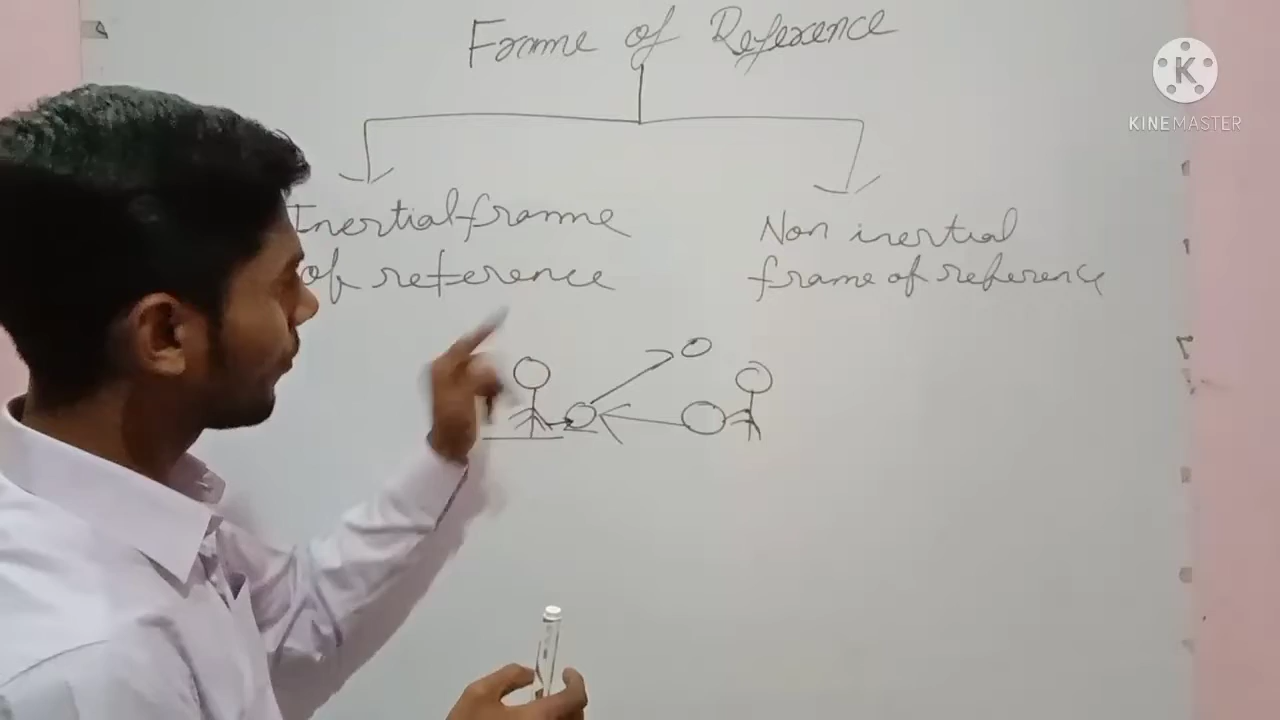 Frame of Reference
Inertial frame
of reference
Non inertial
frame of reference
K
KINEMASTER